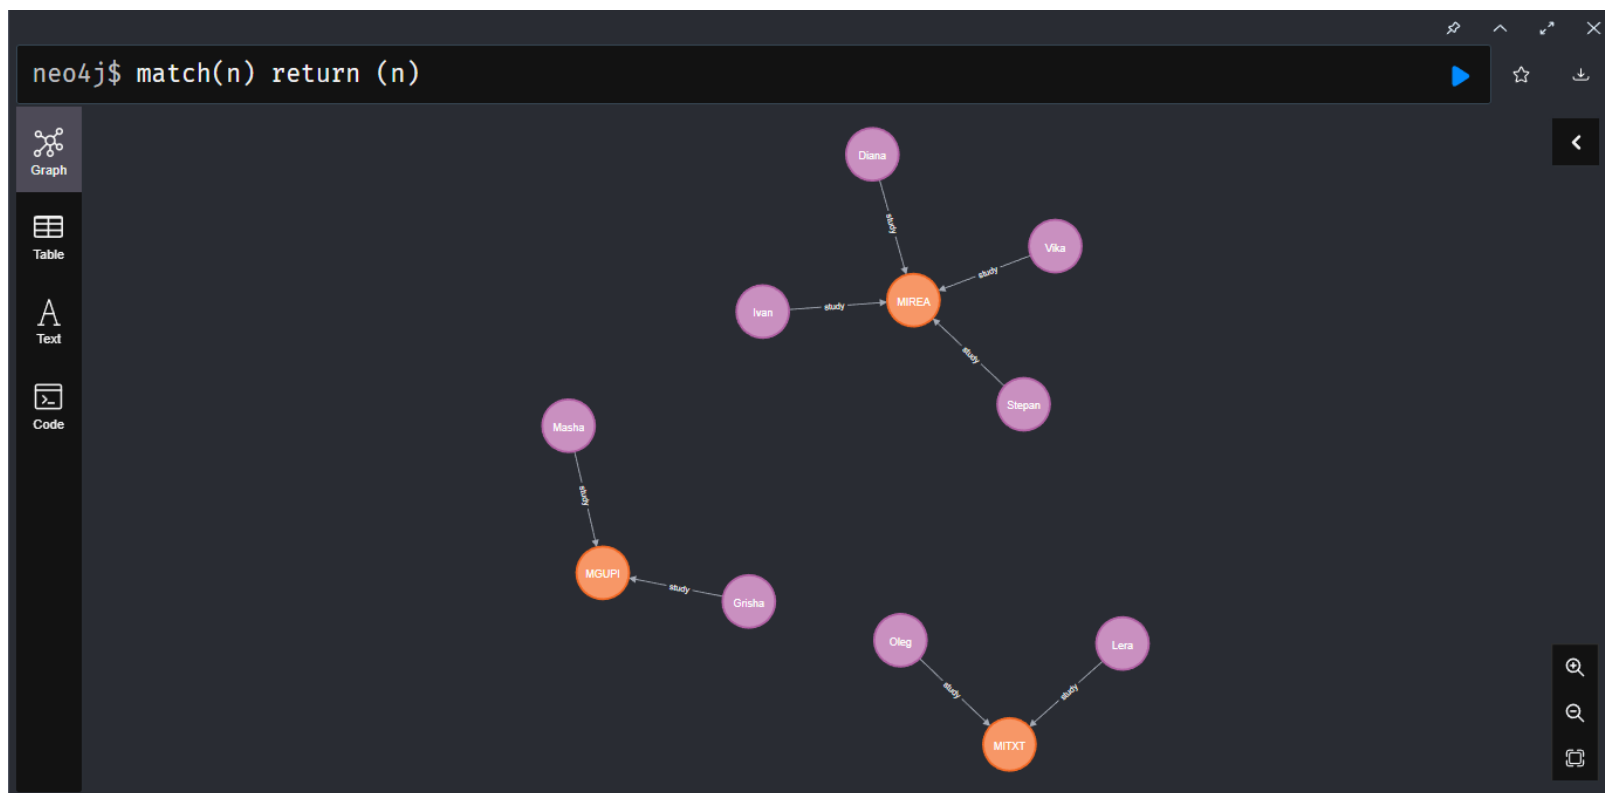 neo4j$ match(n) return (n)
Graph
Table
Text
Code
Diana
study
Vika
study
MIREA
Ivan
study
study
Stepan
Masha
study
MGUPI
study
Grisha
Oleg
Lera
study
study
MITXT